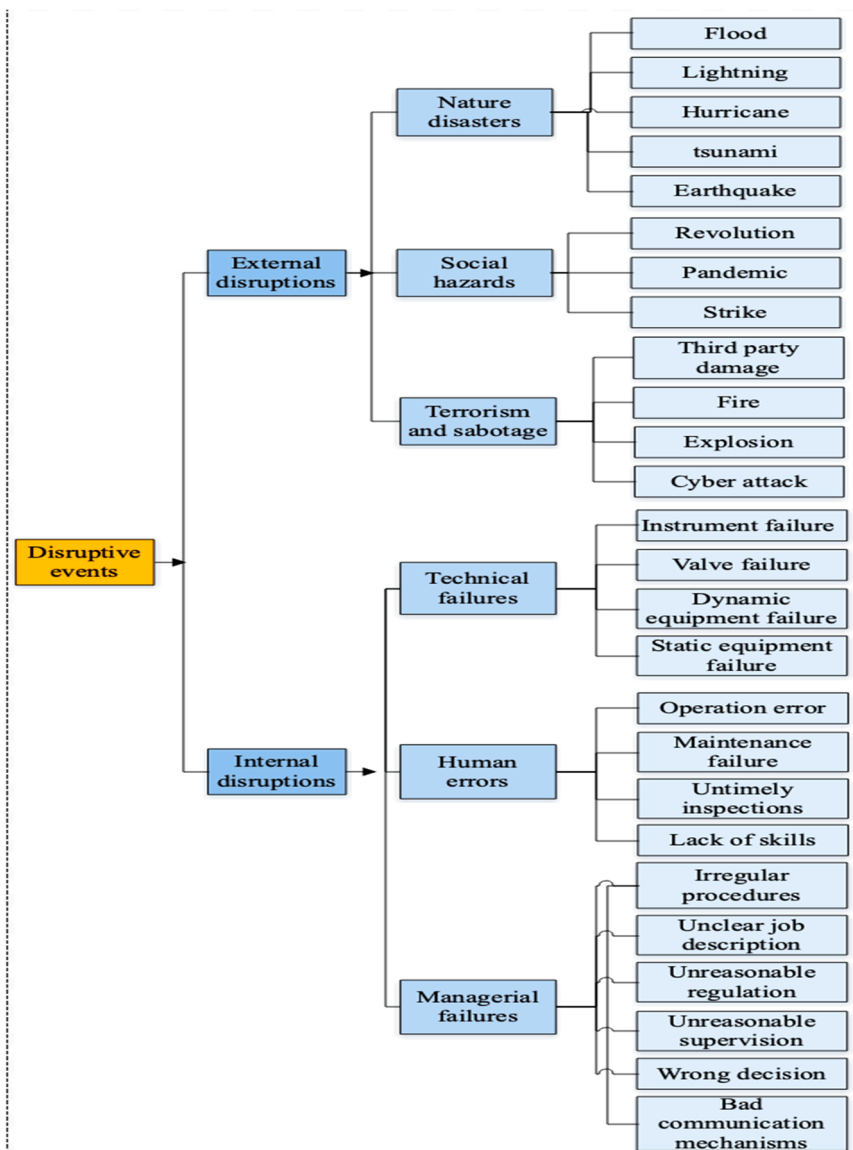 Flood
Lightning
Nature
disasters
Hurricane
tsunami
Earthquake
Revolution
External
disruptions
Social
hazards
Pandemic
Strike
Third party
damage
Terrorism
and sabotage
Fire
Explosion
Cyber attack
Disruptive
events
Instrument failure
Technical
failures
Valve failure
Dynamic
equipment failure
Static equipment
failure
Operation error
Internal
disruptions
Human
errors
Maintenance
failure
Untimely
inspections
Lack of skills
Irregular
procedures
Unclear job
description
Managerial
failures
Unreasonable
regulation
Unreasonable
supervision
Wrong decision
Bad
communication
mechanisms